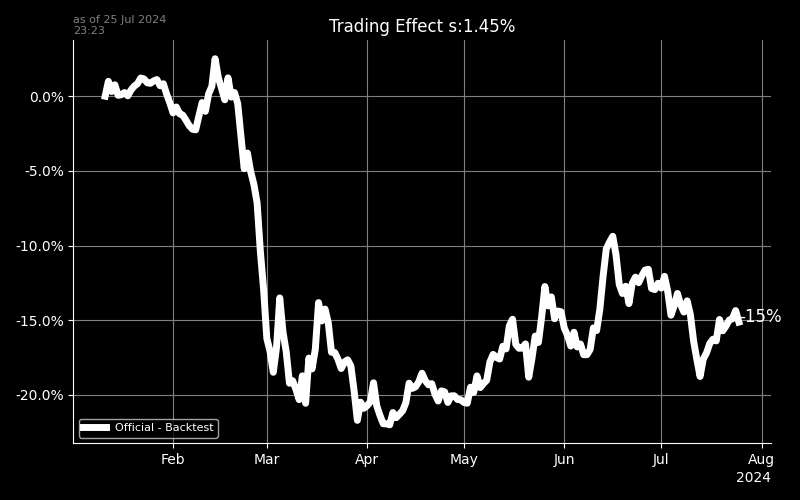 as of 25 Jul 2024
23:23
Trading Effect s:1.45%
0.0%
-5.0%
-10.0%
-15.0%
-20.0%
-15%
Official - Backtest
Feb
Mar
Apr
May
Jun
Jul
Aug
2024